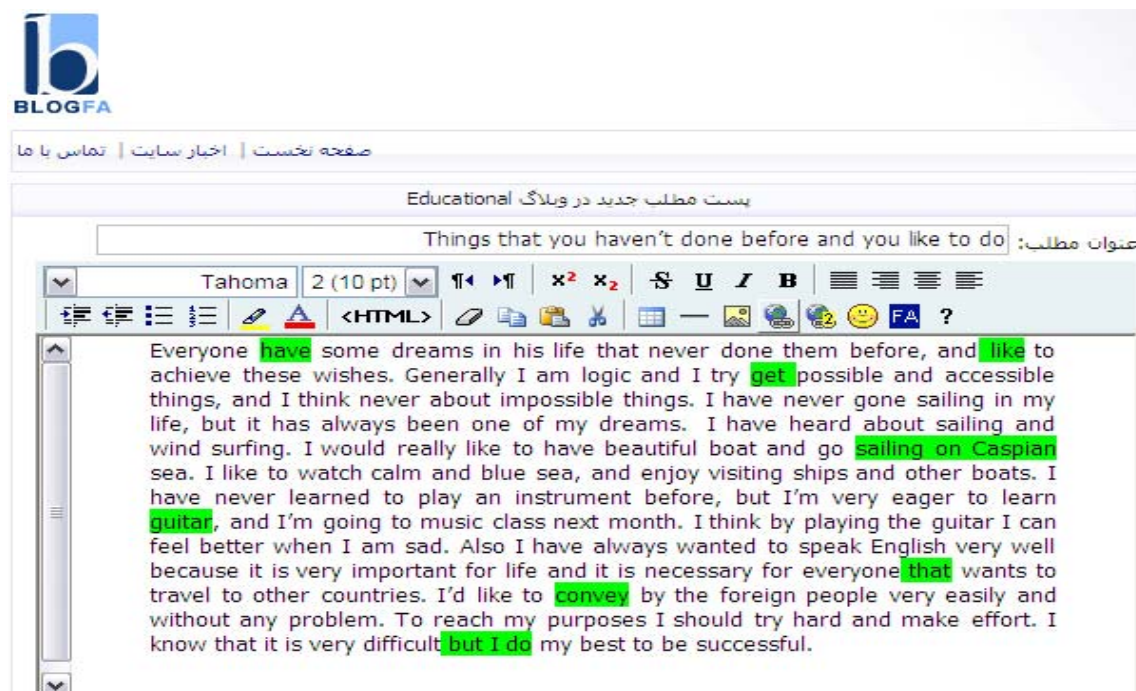 b
BLOGFA
صفحه نخست | اخبار سایت | تماس با ما
پست مطلب جدید در وبلاگ Educational
عنوان مطلب: Things that you haven't done before and you like to do
Tahoma 2 (10 pt) ¶ ¶ x² x₂ S U I B
<HTML> 2 FA ?
Everyone have some dreams in his life that never done them before, and like to
achieve these wishes. Generally I am logic and I try get possible and accessible
things, and I think never about impossible things. I have never gone sailing in my
life, but it has always been one of my dreams. I have heard about sailing and
wind surfing. I would really like to have beautiful boat and go sailing on Caspian
sea. I like to watch calm and blue sea, and enjoy visiting ships and other boats. I
have never learned to play an instrument before, but I'm very eager to learn
guitar, and I'm going to music class next month. I think by playing the guitar I can
feel better when I am sad. Also I have always wanted to speak English very well
because it is very important for life and it is necessary for everyone that wants to
travel to other countries. I'd like to convey by the foreign people very easily and
without any problem. To reach my purposes I should try hard and make effort. I
know that it is very difficult but I do my best to be successful.